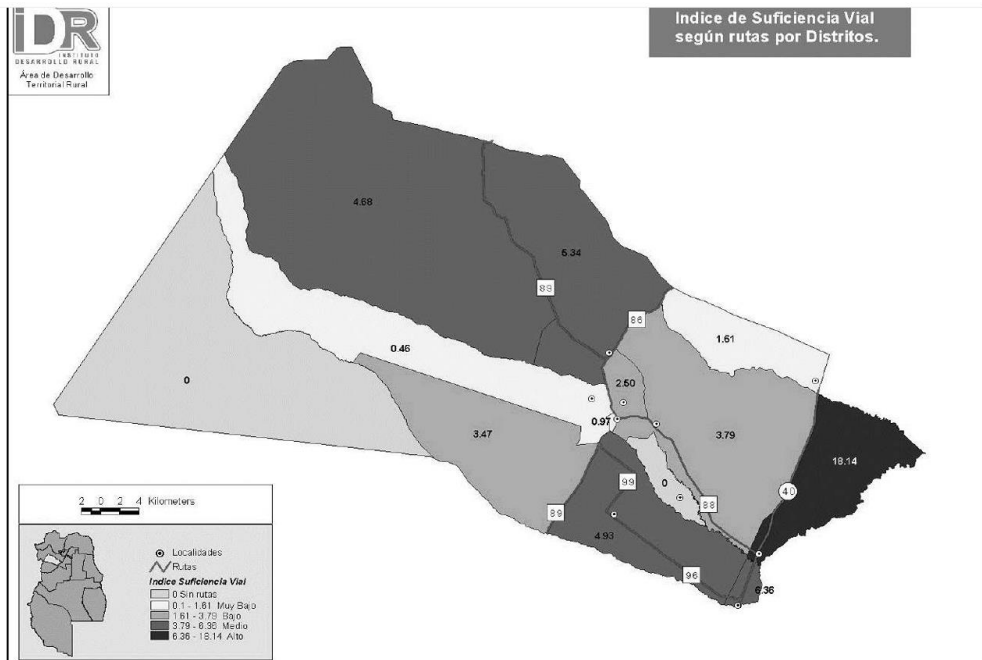 IDR
INSTITUTO
DESARROLLO RURAL
Área de Desarrollo
Territorial Rural
Indice de Suficiencia Vial
según rutas por Distritos.
4.68
5.34
89
86
1.61
0.46
0
2.50
0.97
3.47
3.79
18.14
0
99
40
88
89
4.93
96
6.36
2 0 2 4 Kilometers
Localidades
Rutas
Indice Suficiencia Vial
0 Sin rutas
0.1 - 1.61 Muy Bajo
1.61 - 3.79 Bajo
3.79 - 6.36 Medio
6.36 - 18.14 Alto